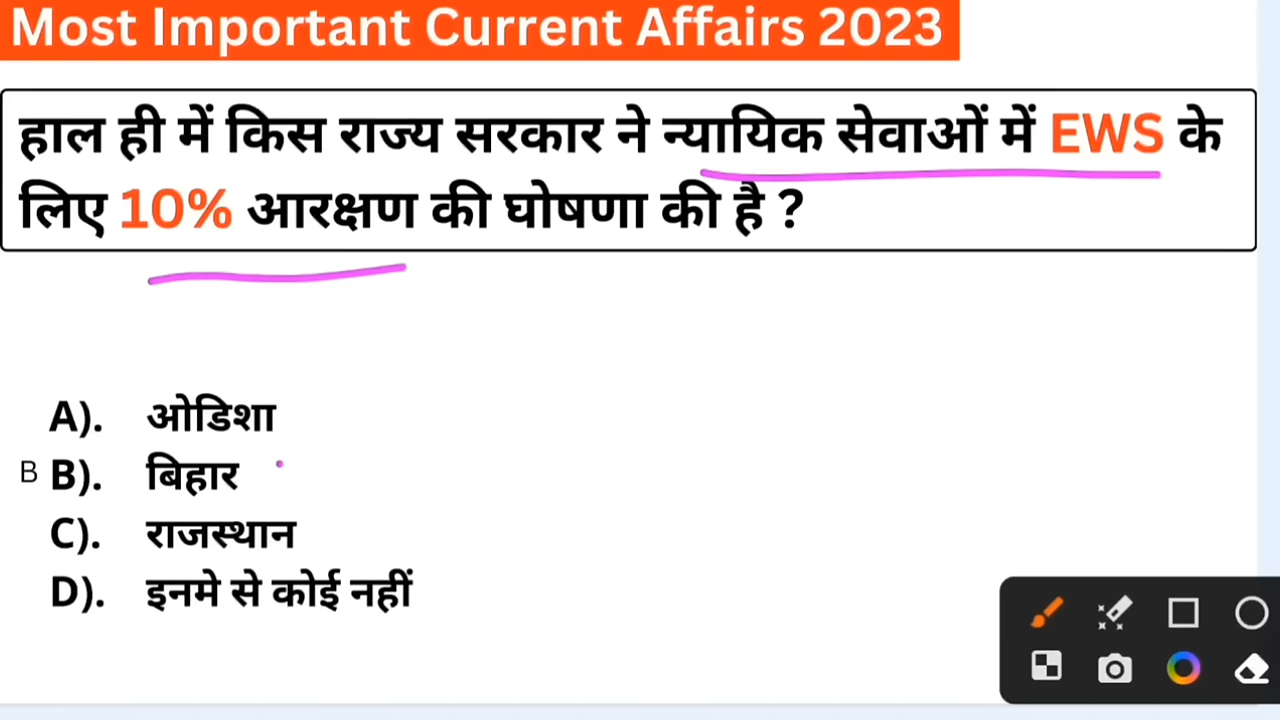 Most Important Current Affairs 2023
हाल ही में किस राज्य सरकार ने न्यायिक सेवाओं में EWS के
लिए 10% आरक्षण की घोषणा की है ?
A). ओडिशा
B B). बिहार
C). राजस्थान
D). इनमे से कोई नहीं